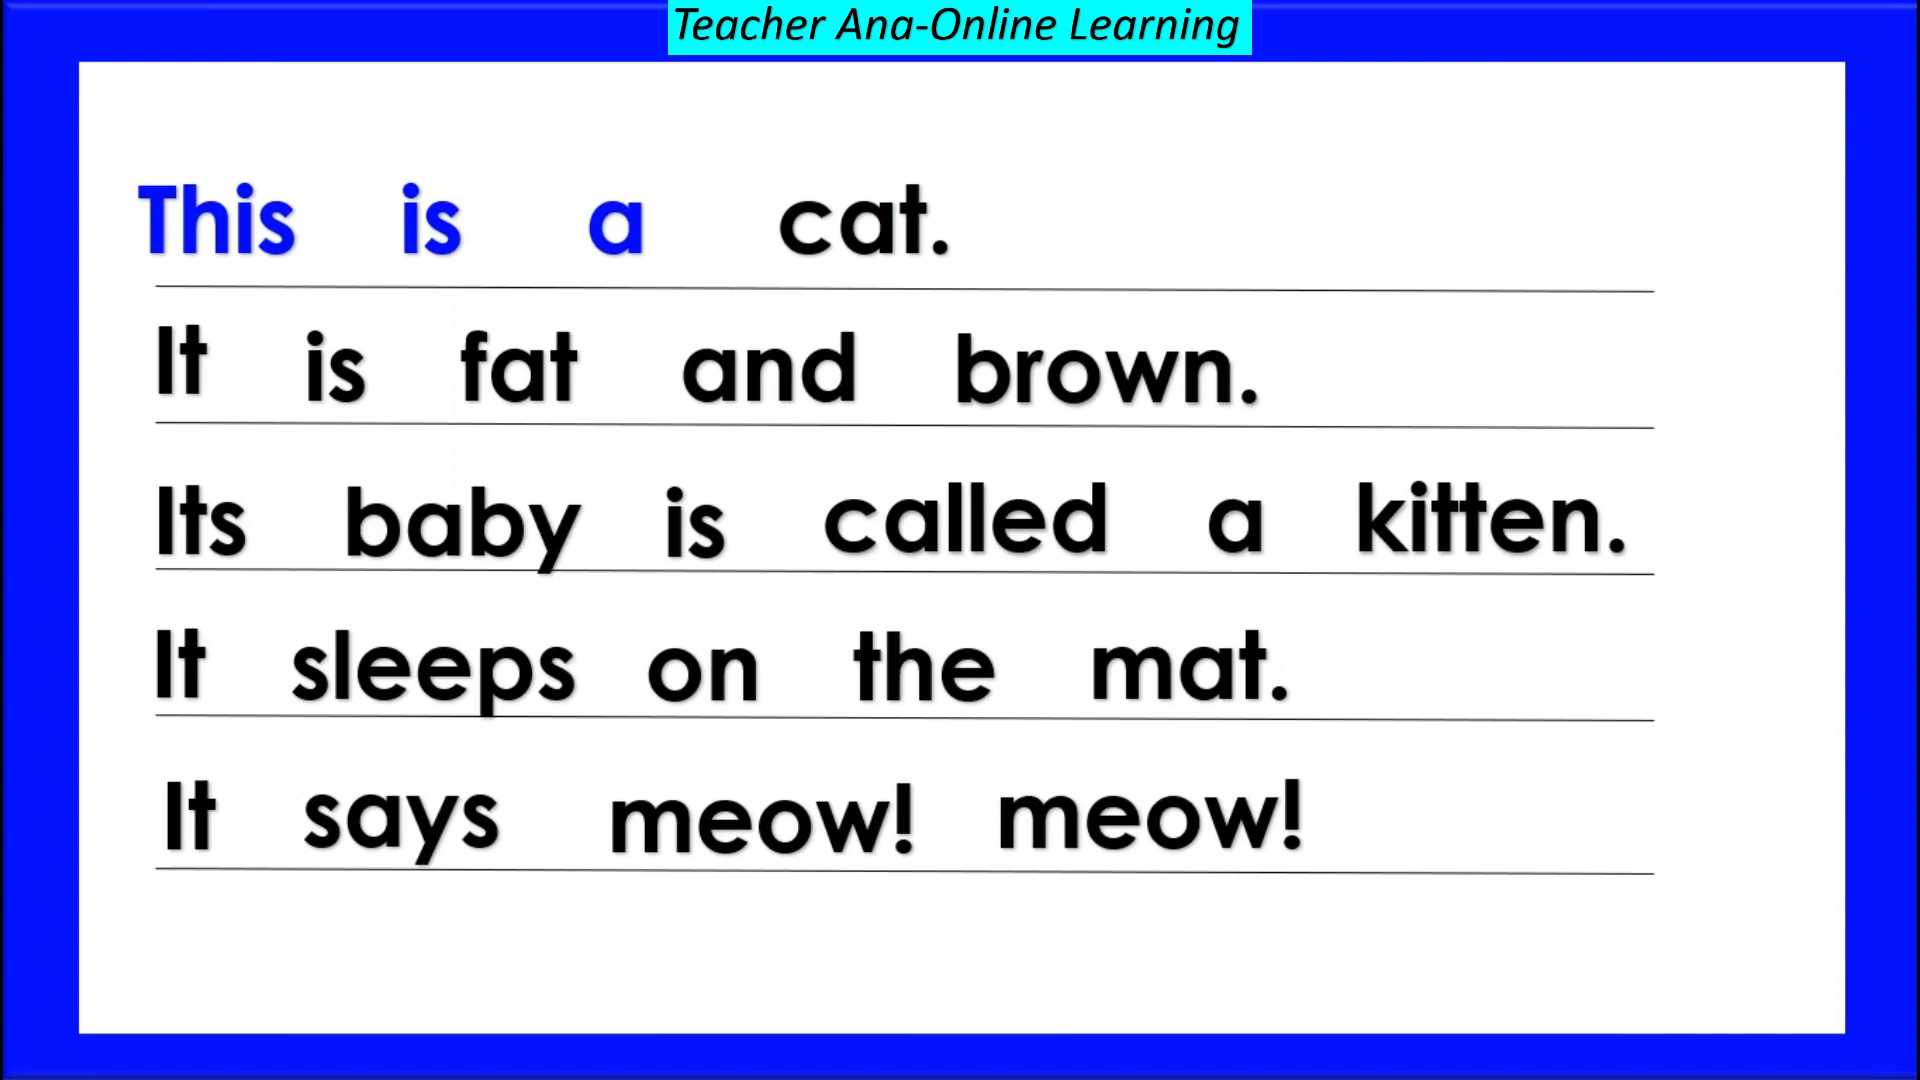 Teacher Ana-Online Learning
This is a cat.
It is fat and brown.
Its baby is called a kitten.
It sleeps on the mat.
It says meow! meow!